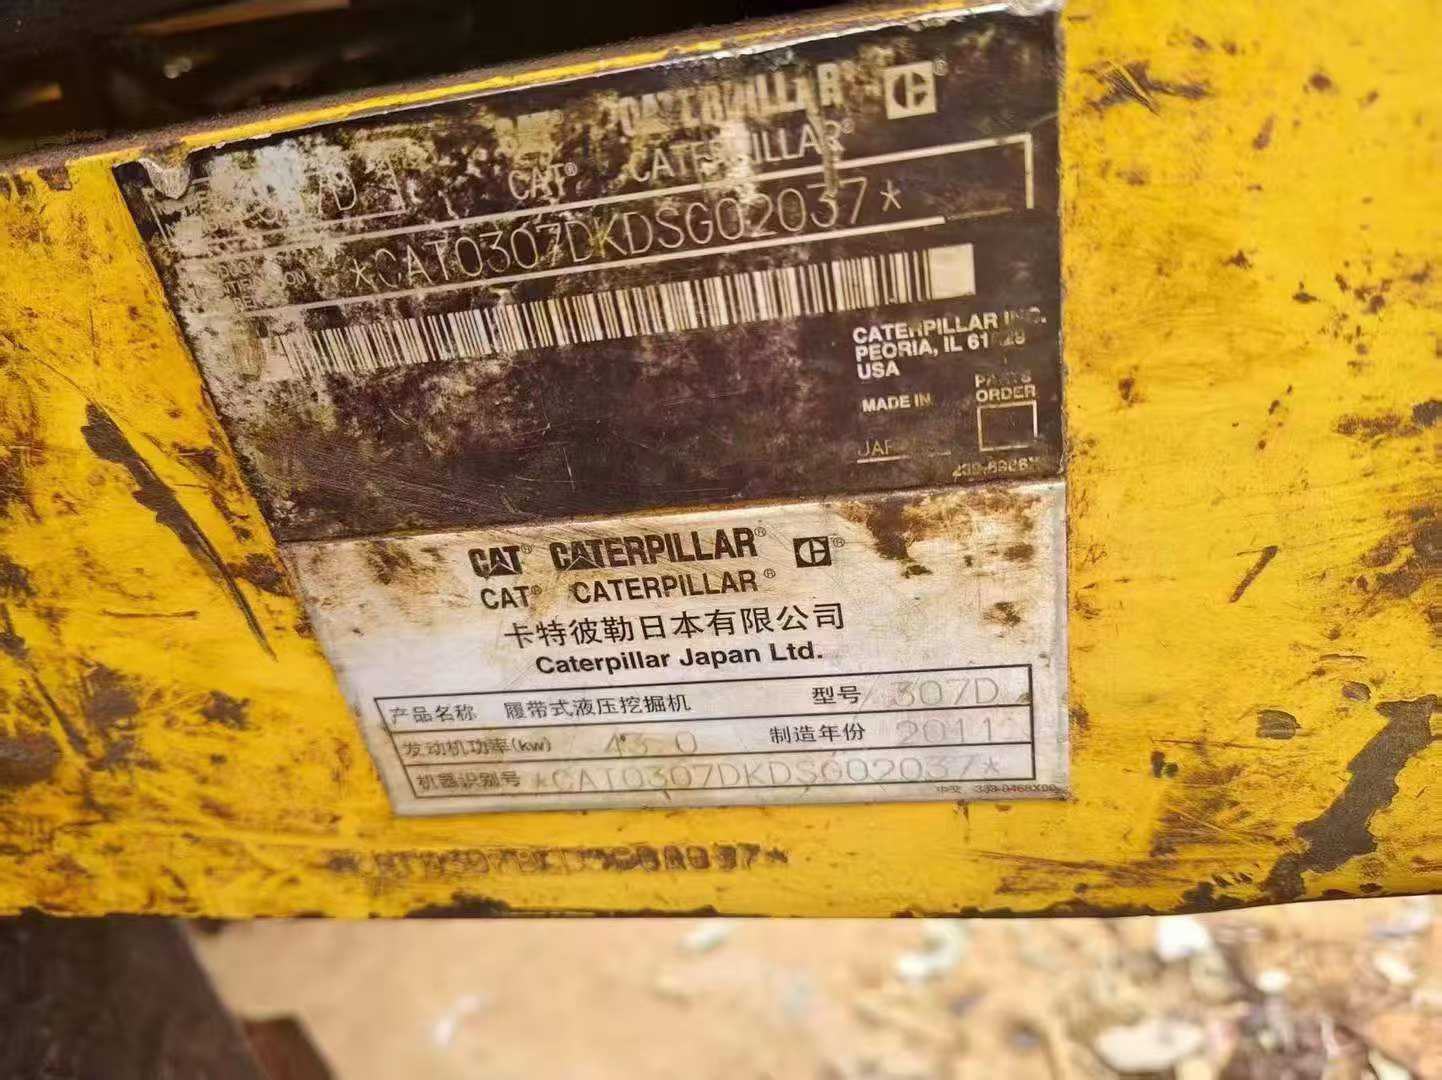 CATERPILLAR
CAT® CATERPILLAR®
307D
*CAT0307DKDSG02037*
CATERPILLAR INC.
PEORIA, IL
USA
MADE IN
PARTS
ORDER
CAT® CATERPILLAR®
CAT® CATERPILLAR®
卡特彼勒日本有限公司
Caterpillar Japan Ltd.
产品名称 履带式液压挖掘机 型号 307D
发动机功率(kw) 43.0 制造年份 2011
机器识别号 *CAT0307DKDSG02037*